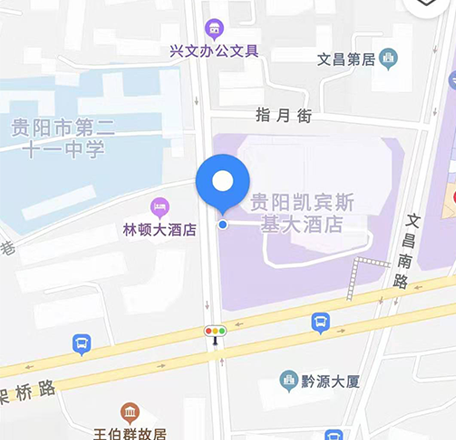 兴文办公文具
文昌第居
指月街
贵阳市第二
十一中学
贵阳凯宾斯
基大酒店
林顿大酒店
文昌南路
巷
架桥路
黔源大厦
王伯群故居